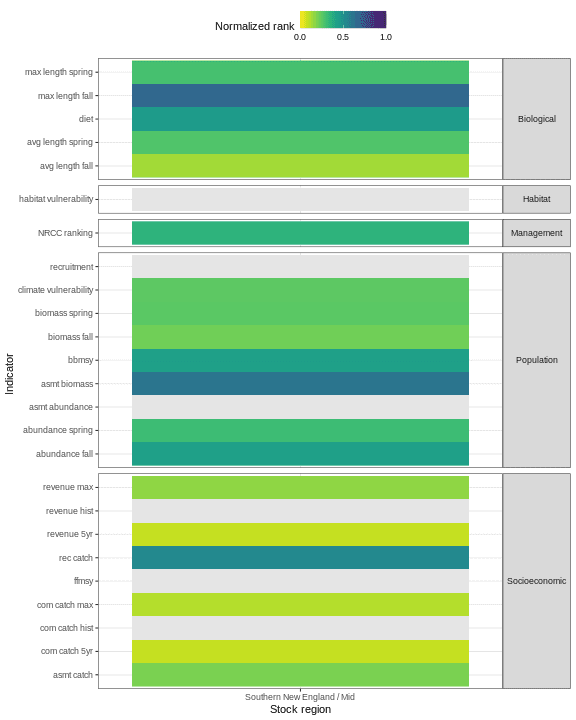 Normalized rank
0.0 0.5 1.0
max length spring
max length fall
diet
avg length spring
avg length fall
Biological
habitat vulnerability
Habitat
NRCC ranking
Management
recruitment
climate vulnerability
biomass spring
biomass fall
bbmsy
asmt biomass
asmt abundance
abundance spring
abundance fall
Population
revenue max
revenue hist
revenue 5yr
rec catch
ffmsy
com catch max
com catch hist
com catch 5yr
asmt catch
Socioeconomic
Indicator
Southern New England / Mid
Stock region